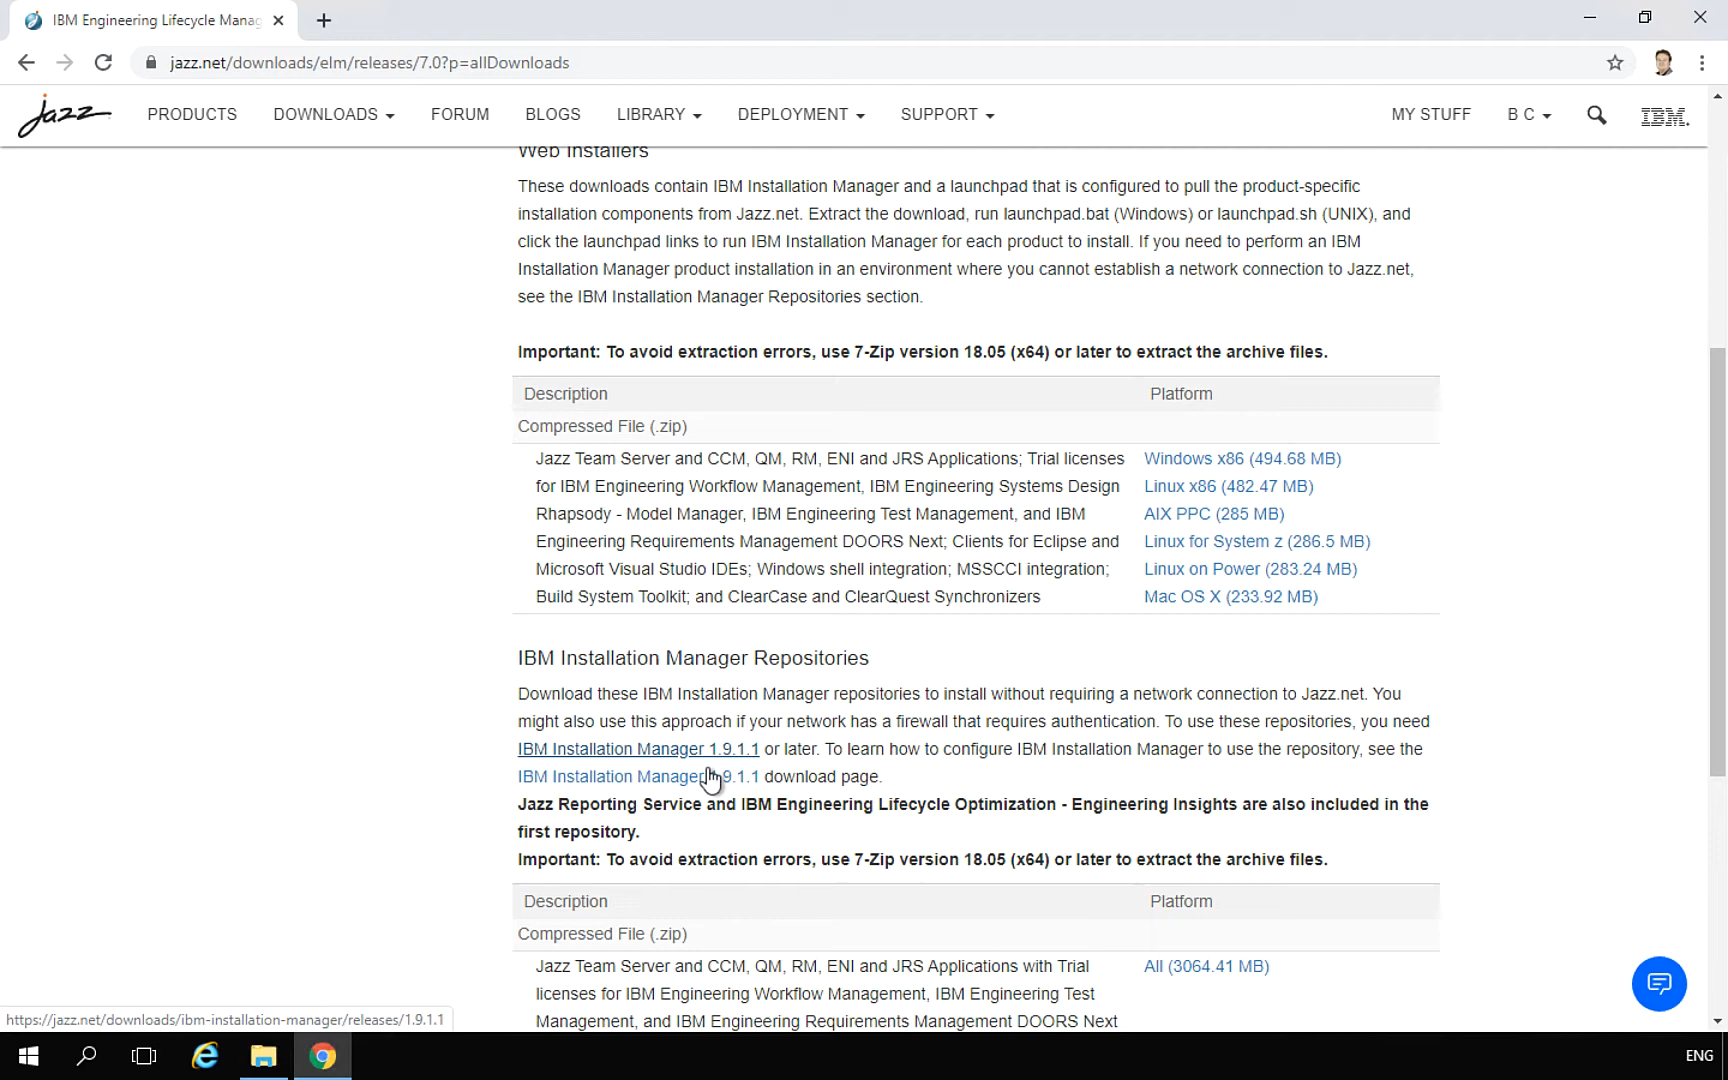 IBM Engineering Lifecycle Manag
jazz.net/downloads/elm/releases/7.0?p=allDownloads
jazz
PRODUCTS
DOWNLOADS
FORUM
BLOGS
LIBRARY
DEPLOYMENT
SUPPORT
MY STUFF
B C
IBM
Web Installers
These downloads contain IBM Installation Manager and a launchpad that is configured to pull the product-specific
installation components from Jazz.net. Extract the download, run launchpad.bat (Windows) or launchpad.sh (UNIX), and
click the launchpad links to run IBM Installation Manager for each product to install. If you need to perform an IBM
Installation Manager product installation in an environment where you cannot establish a network connection to Jazz.net,
see the IBM Installation Manager Repositories section.
Important: To avoid extraction errors, use 7-Zip version 18.05 (x64) or later to extract the archive files.
Description Platform
Compressed File (.zip)
Jazz Team Server and CCM, QM, RM, ENI and JRS Applications; Trial licenses Windows x86 (494.68 MB)
for IBM Engineering Workflow Management, IBM Engineering Systems Design Linux x86 (482.47 MB)
Rhapsody - Model Manager, IBM Engineering Test Management, and IBM AIX PPC (285 MB)
Engineering Requirements Management DOORS Next; Clients for Eclipse and Linux for System z (286.5 MB)
Microsoft Visual Studio IDEs; Windows shell integration; MSSCCI integration; Linux on Power (283.24 MB)
Build System Toolkit; and ClearCase and ClearQuest Synchronizers Mac OS X (233.92 MB)
IBM Installation Manager Repositories
Download these IBM Installation Manager repositories to install without requiring a network connection to Jazz.net. You
might also use this approach if your network has a firewall that requires authentication. To use these repositories, you need
IBM Installation Manager 1.9.1.1 or later. To learn how to configure IBM Installation Manager to use the repository, see the
IBM Installation Manager 1.9.1.1 download page.
Jazz Reporting Service and IBM Engineering Lifecycle Optimization - Engineering Insights are also included in the
first repository.
Important: To avoid extraction errors, use 7-Zip version 18.05 (x64) or later to extract the archive files.
Description Platform
Compressed File (.zip)
Jazz Team Server and CCM, QM, RM, ENI and JRS Applications with Trial All (3064.41 MB)
licenses for IBM Engineering Workflow Management, IBM Engineering Test
Management, and IBM Engineering Requirements Management DOORS Next
https://jazz.net/downloads/ibm-installation-manager/releases/1.9.1.1
ENG